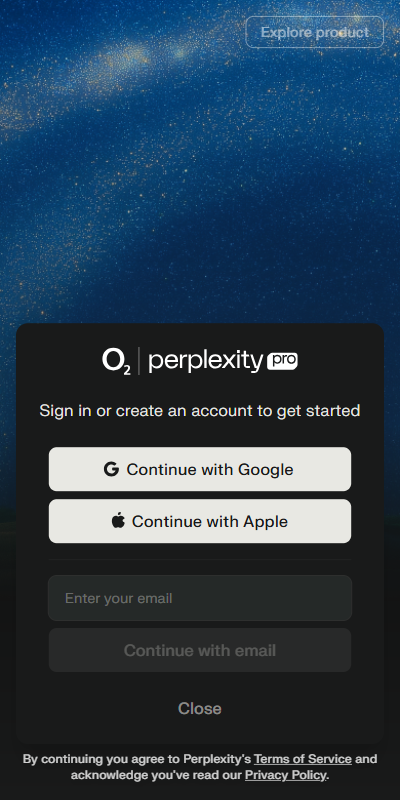 Explore product
O2 | perplexity pro
Sign in or create an account to get started
Continue with Google
Continue with Apple
Enter your email
Continue with email
Close
By continuing you agree to Perplexity's Terms of Service and
acknowledge you've read our Privacy Policy.